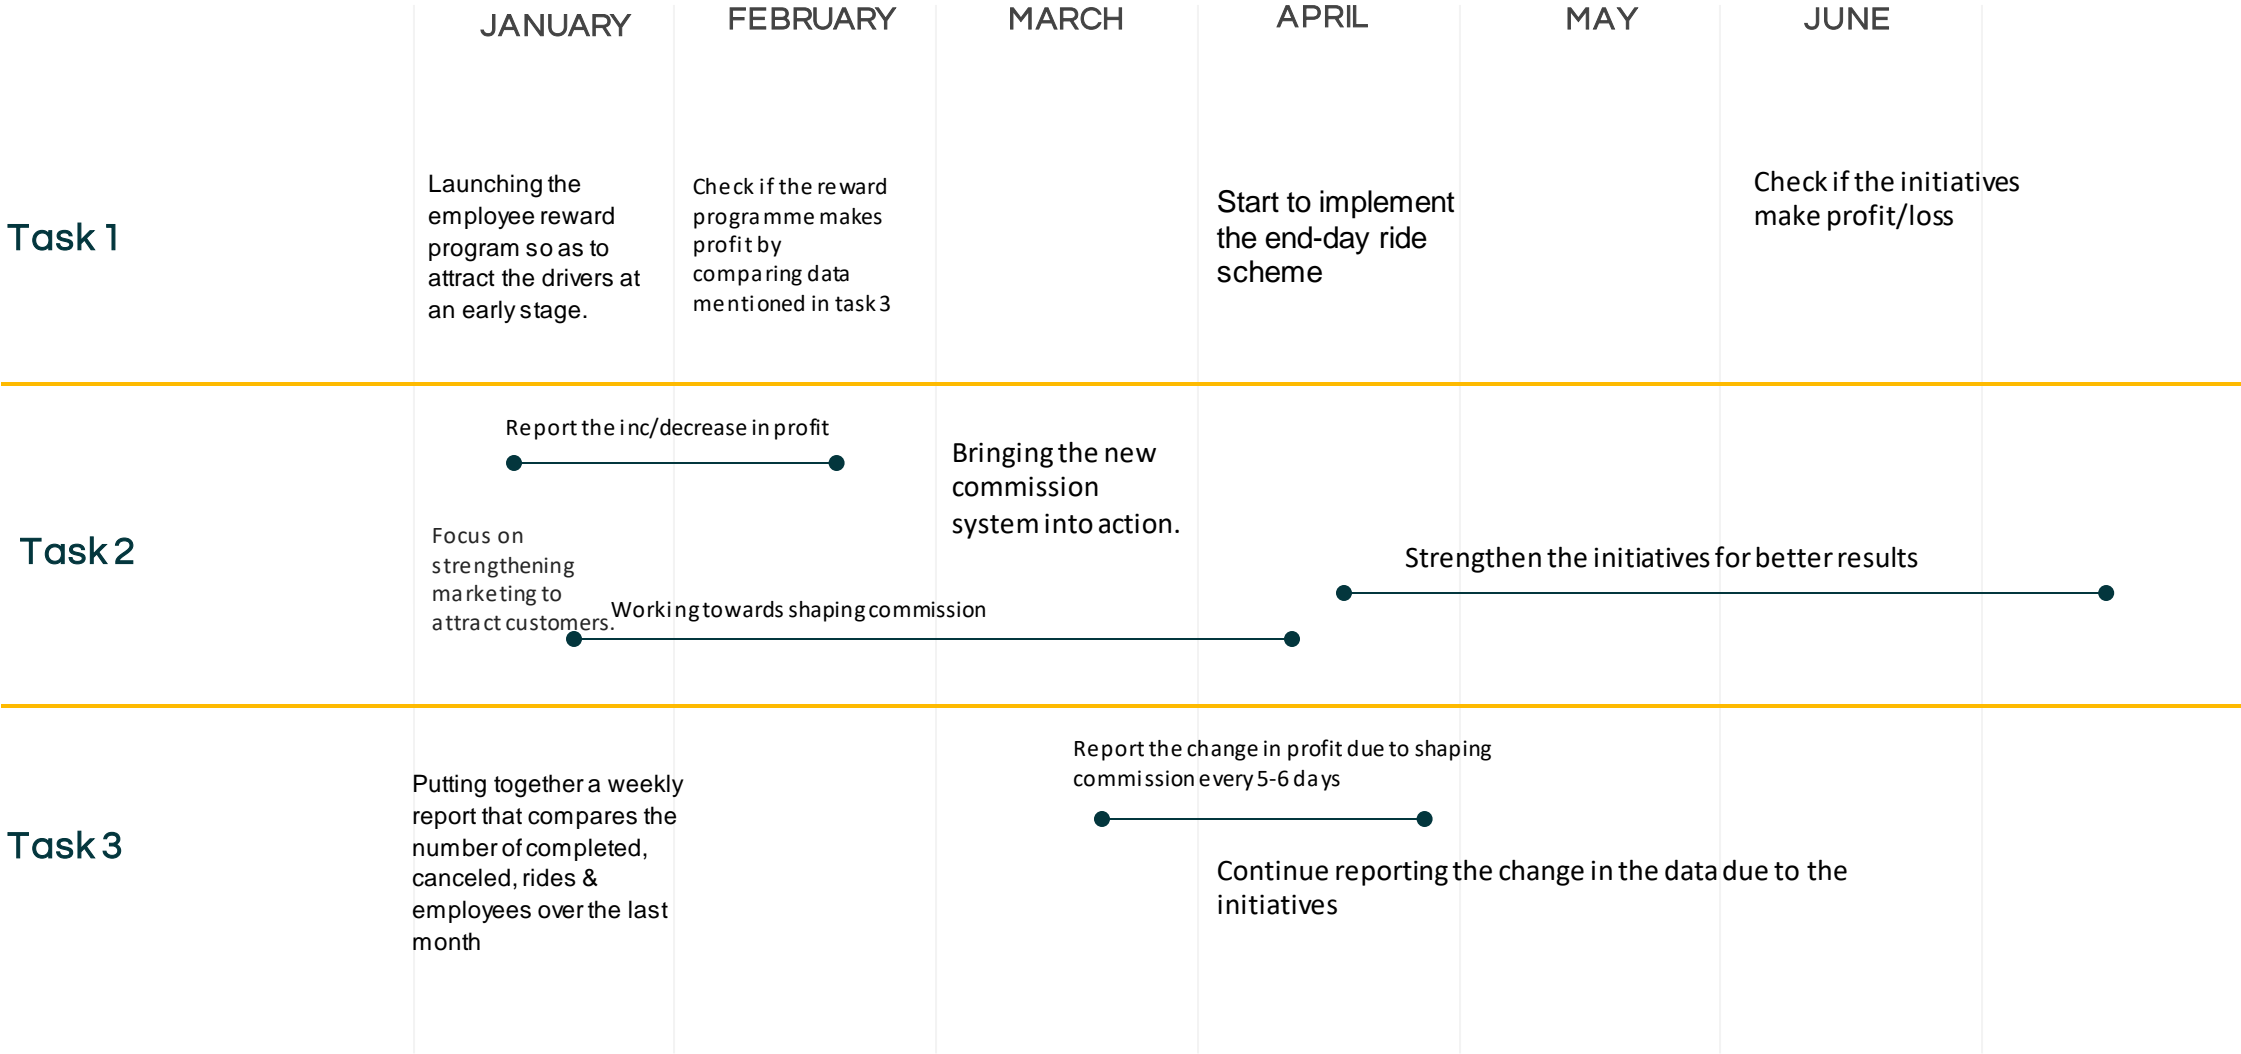 JANUARY
FEBRUARY
MARCH
APRIL
MAY
JUNE
Task 1
Launching the
employee reward
program so as to
attract the drivers at
an early stage.
Check if the reward
programme makes
profit by
comparing data
mentioned in task 3
Start to implement
the end-day ride
scheme
Check if the initiatives
make profit/loss
Task 2
Report the inc/decrease in profit
Focus on
strengthening
marketing to
attract customers.
Working towards shaping commission
Bringing the new
commission
system into action.
Strengthen the initiatives for better results
Task 3
Putting together a weekly
report that compares the
number of completed,
canceled, rides &
employees over the last
month
Report the change in profit due to shaping
commission every 5-6 days
Continue reporting the change in the data due to the
initiatives